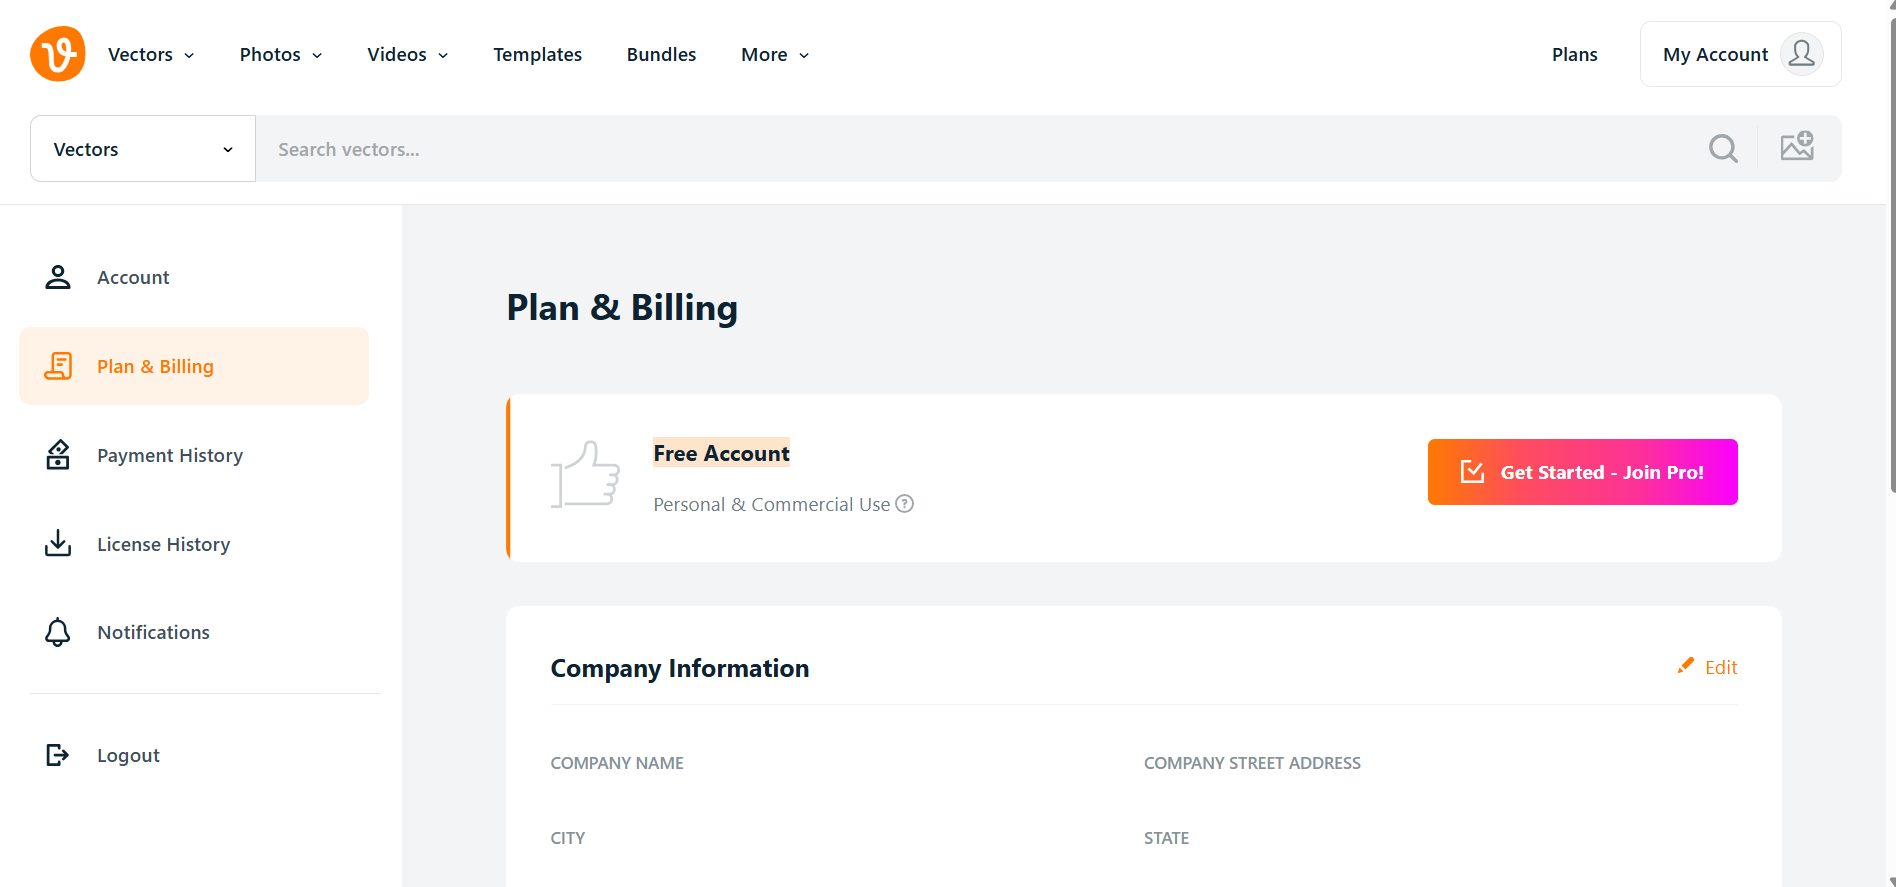 Vectors
Photos
Videos
Templates
Bundles
More
Plans
My Account
Vectors
Search vectors...
Account
Plan & Billing
Payment History
License History
Notifications
Logout
Plan & Billing
Free Account
Personal & Commercial Use ?
Get Started - Join Pro!
Company Information
Edit
COMPANY NAME
COMPANY STREET ADDRESS
CITY
STATE